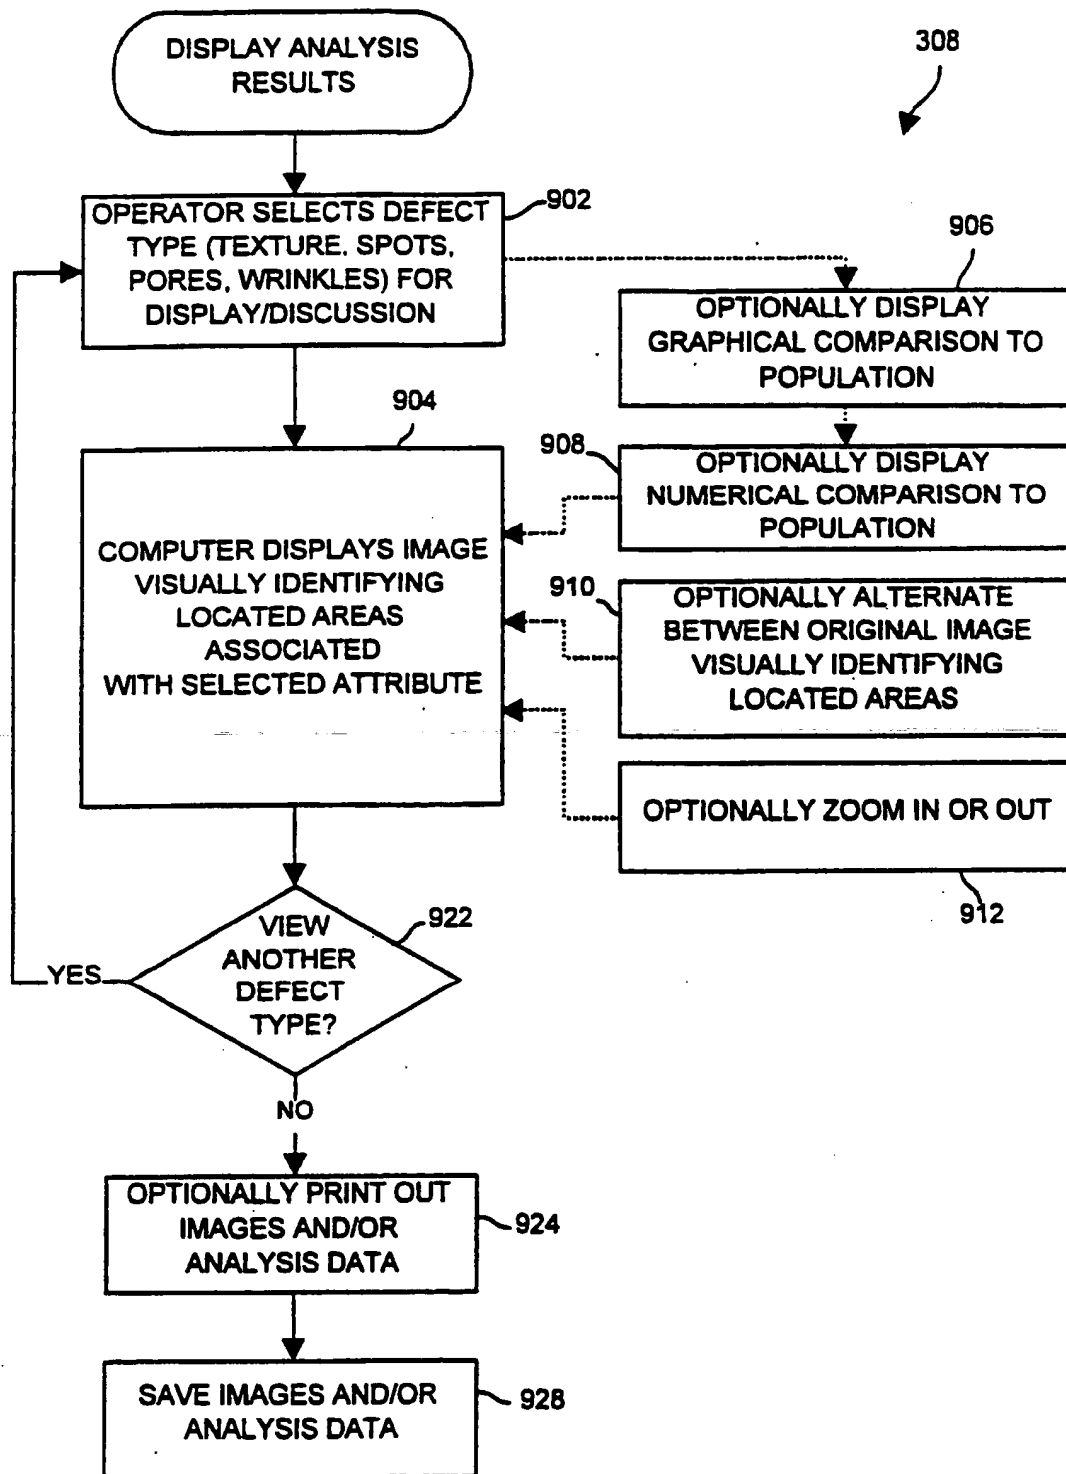 DISPLAY ANALYSIS
RESULTS
308
902
OPERATOR SELECTS DEFECT
TYPE (TEXTURE. SPOTS,
PORES, WRINKLES) FOR
DISPLAY/DISCUSSION
906
OPTIONALLY DISPLAY
GRAPHICAL COMPARISON TO
POPULATION
904
908
OPTIONALLY DISPLAY
NUMERICAL COMPARISON TO
POPULATION
COMPUTER DISPLAYS IMAGE
VISUALLY IDENTIFYING
LOCATED AREAS
ASSOCIATED
WITH SELECTED ATTRIBUTE
910
OPTIONALLY ALTERNATE
BETWEEN ORIGINAL IMAGE
VISUALLY IDENTIFYING
LOCATED AREAS
OPTIONALLY ZOOM IN OR OUT
912
922
VIEW
ANOTHER
DEFECT
TYPE?
YES
NO
OPTIONALLY PRINT OUT
IMAGES AND/OR
ANALYSIS DATA
924
SAVE IMAGES AND/OR
ANALYSIS DATA
928